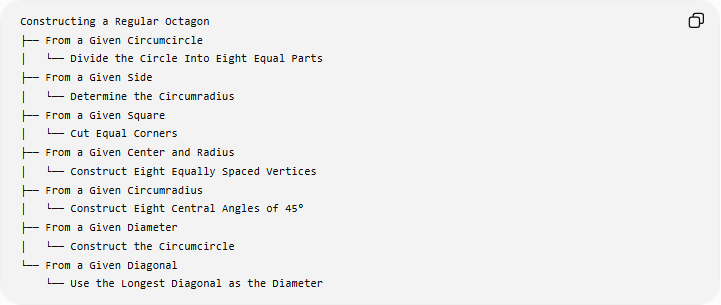 Constructing a Regular Octagon
├── From a Given Circumcircle
│   └── Divide the Circle Into Eight Equal Parts
├── From a Given Side
│   └── Determine the Circumradius
├── From a Given Square
│   └── Cut Equal Corners
├── From a Given Center and Radius
│   └── Construct Eight Equally Spaced Vertices
├── From a Given Circumradius
│   └── Construct Eight Central Angles of 45°
├── From a Given Diameter
│   └── Construct the Circumcircle
└── From a Given Diagonal
    └── Use the Longest Diagonal as the Diameter